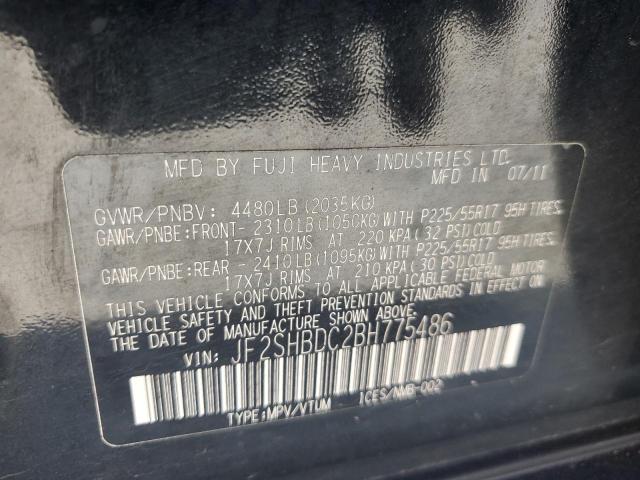 MFD BY FUJI HEAVY INDUSTRIES LTD.
MFD IN 07/11
GVWR/PNBV: 4480LB (2035KG)
GAWR/PNBE:FRONT- 2310LB (1050KG) WITH P225/55R17 95H TIRES,
17X7J RIMS AT 220 KPA (32 PSI) COLD
GAWR/PNBE:REAR - 2410LB (1095KG) WITH P225/55R17 95H TIRES,
17X7J RIMS AT 210 KPA (30 PSI) COLD
THIS VEHICLE CONFORMS TO ALL APPLICABLE FEDERAL MOTOR
VEHICLE SAFETY AND THEFT PREVENTION STANDARDS IN EFFECT ON
THE DATE OF MANUFACTURE SHOWN ABOVE.
VIN: JF2SHBDC2BH775486
TYPE:MPV/VTUM ICES/NMB-002